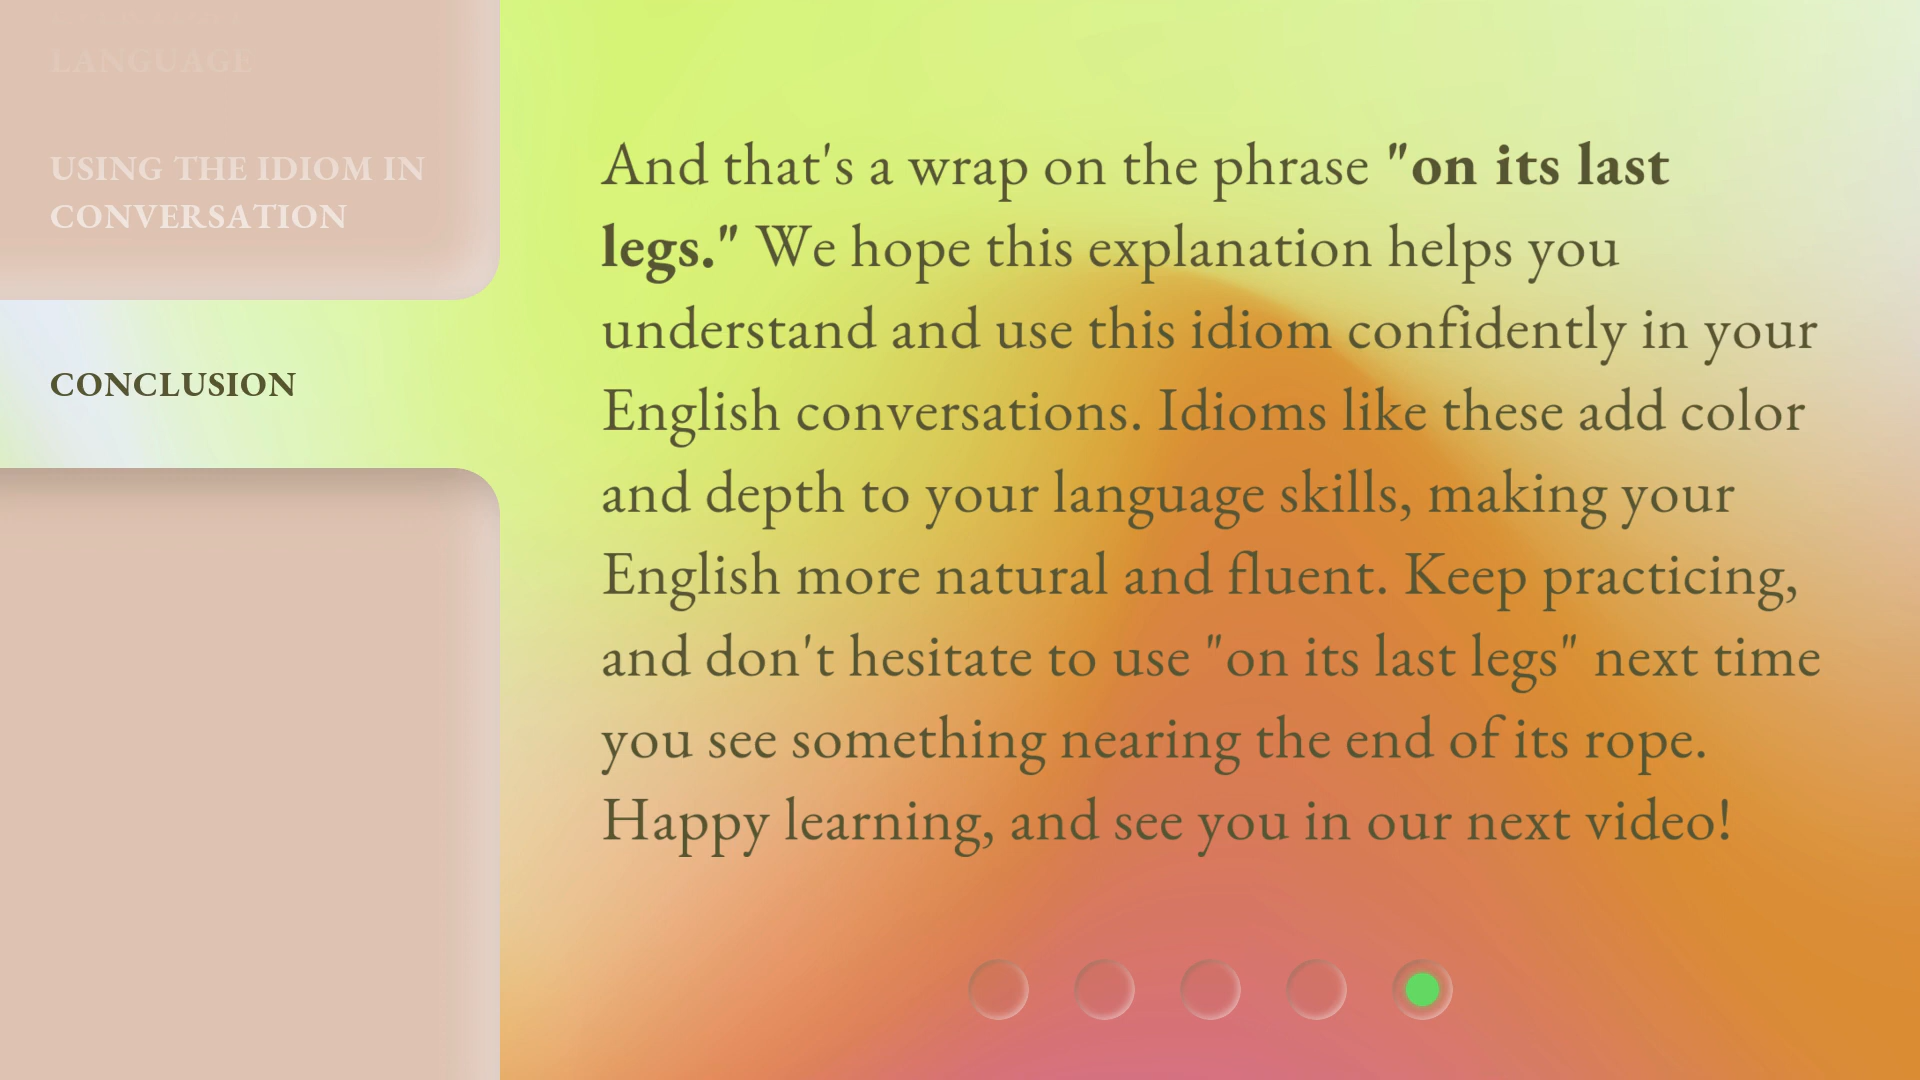 LANGUAGE
USING THE IDIOM IN
CONVERSATION
CONCLUSION
And that's a wrap on the phrase "on its last
legs." We hope this explanation helps you
understand and use this idiom confidently in your
English conversations. Idioms like these add color
and depth to your language skills, making your
English more natural and fluent. Keep practicing,
and don't hesitate to use "on its last legs" next time
you see something nearing the end of its rope.
Happy learning, and see you in our next video!